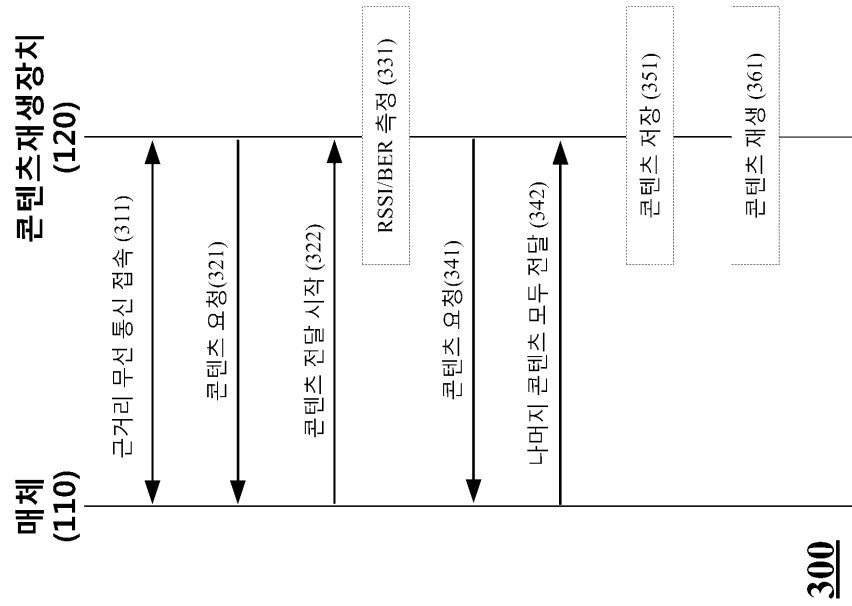 매체
(110)
콘텐츠재생장치
(120)
근거리 무선 통신 접속 (311)
콘텐츠 요청(321)
콘텐츠 전달 시작 (322)
RSSI/BER 측정 (331)
콘텐츠 요청(341)
나머지 콘텐츠 모두 전달 (342)
콘텐츠 저장 (351)
콘텐츠 재생 (361)
300